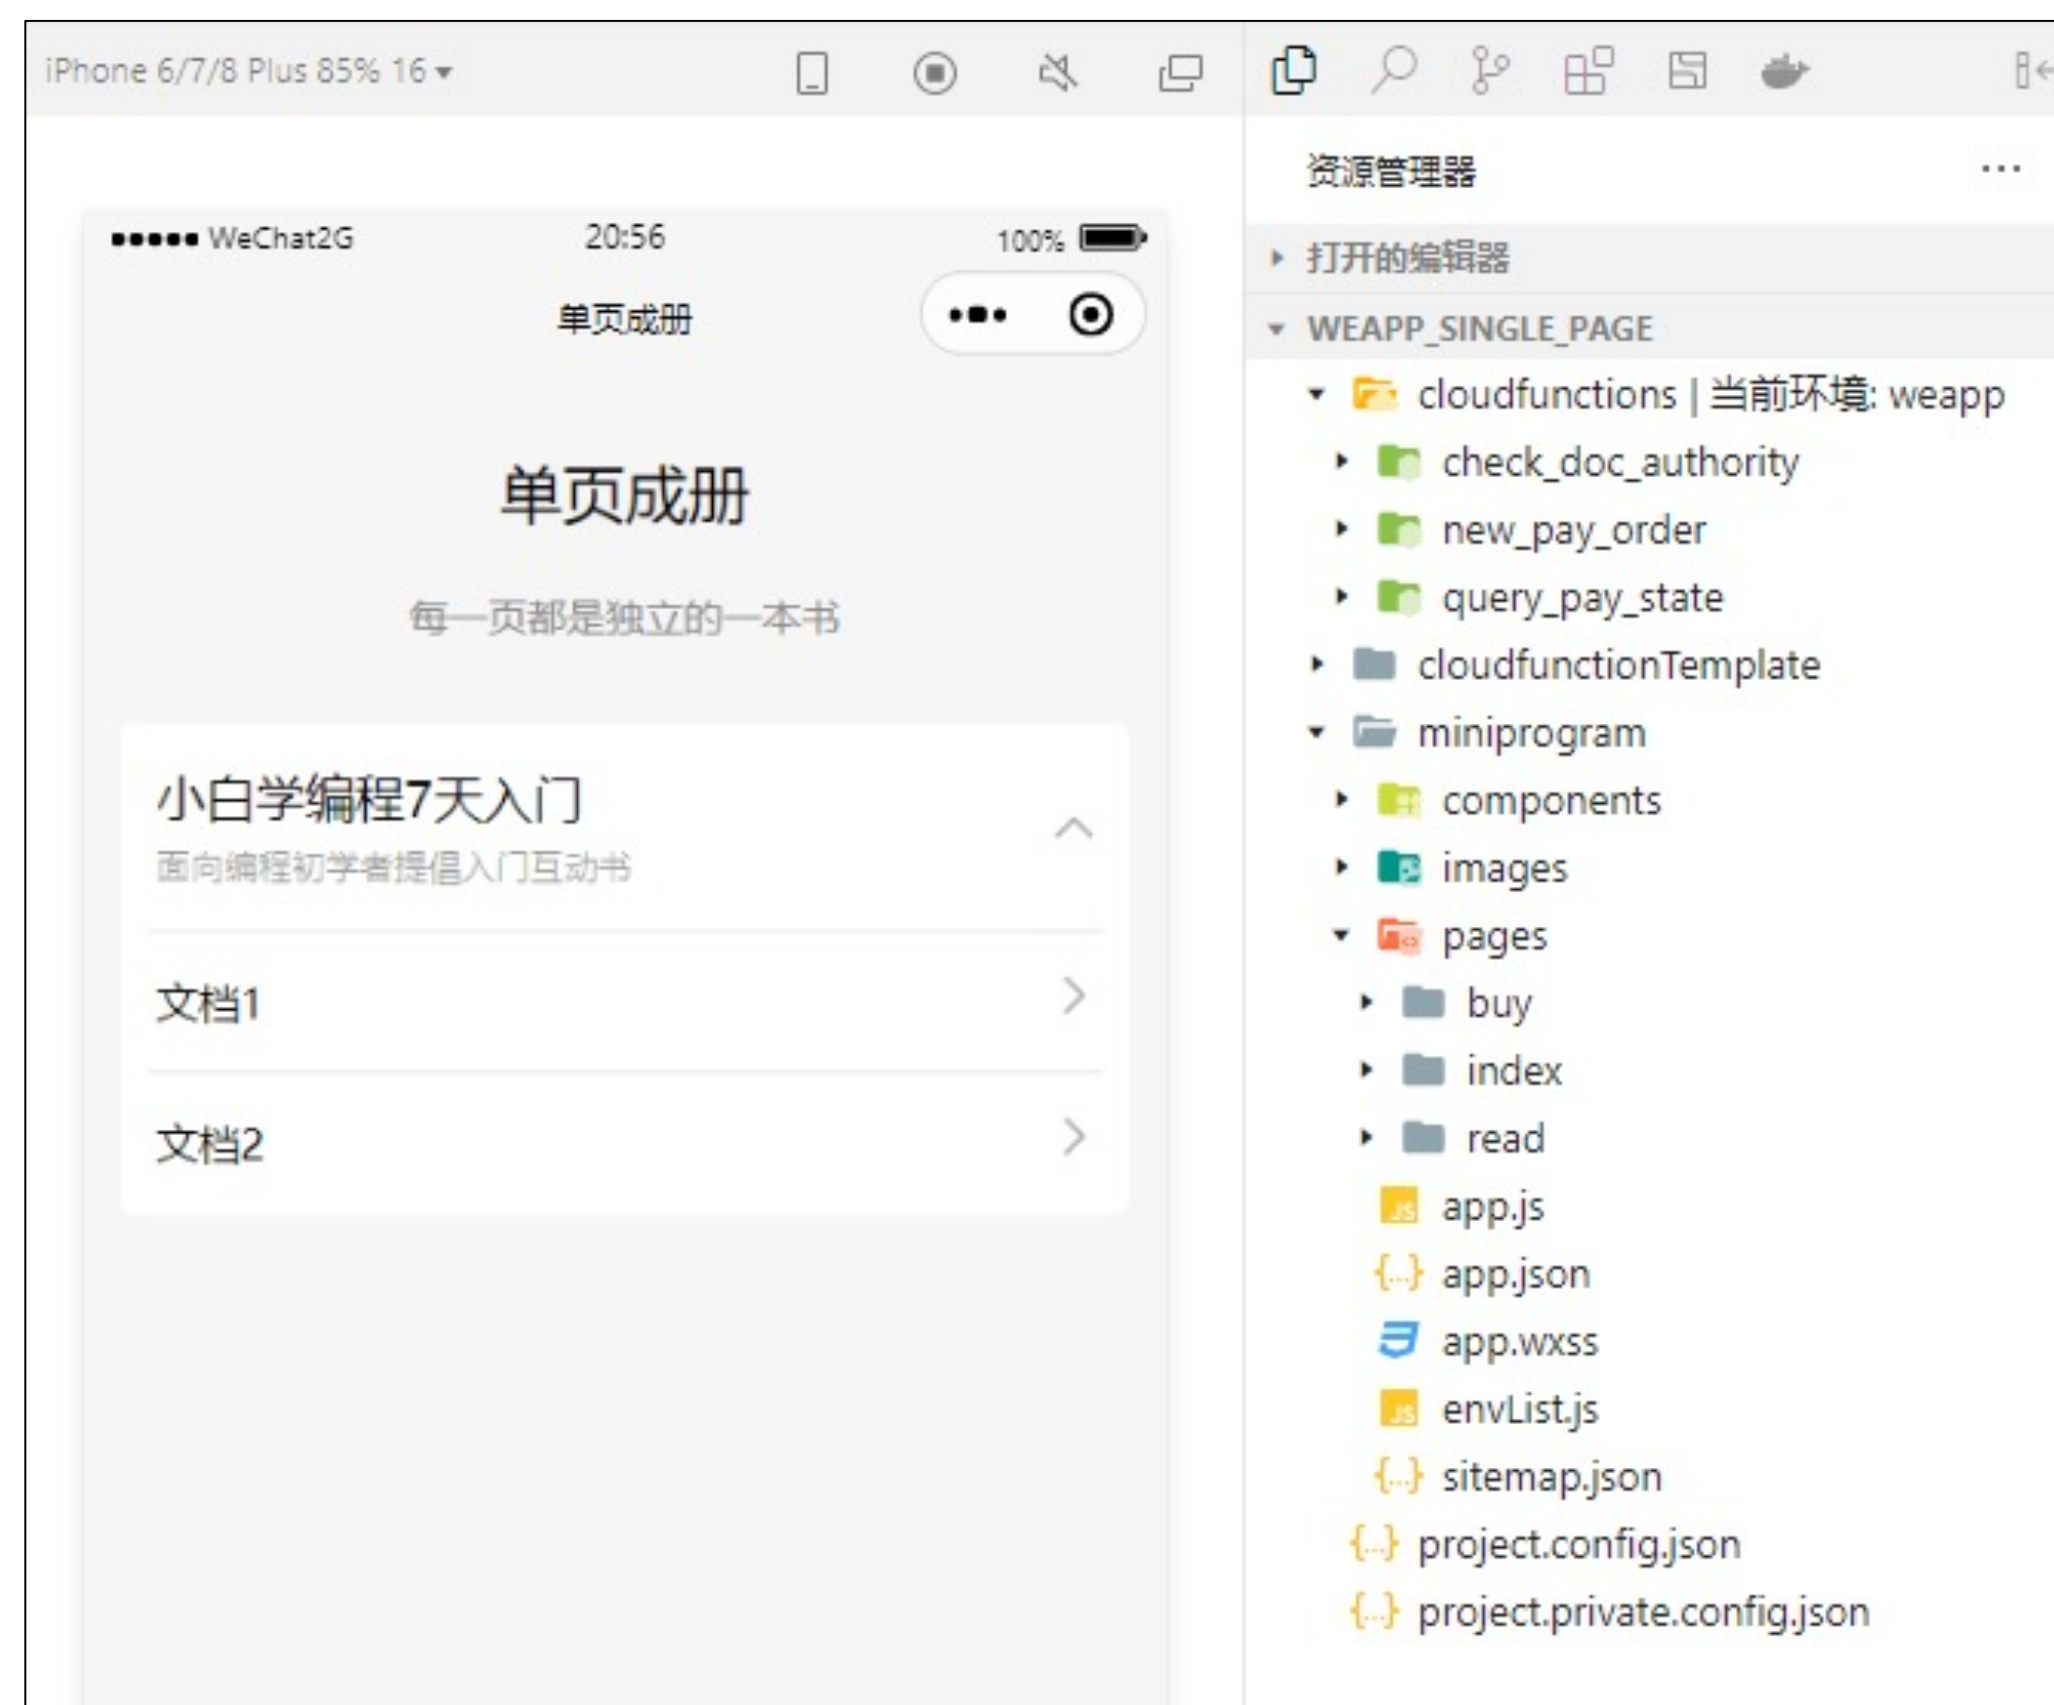 iPhone 6/7/8 Plus 85% 16
WeChat2G
20:56
100%
单页成册
单页成册
每一页都是独立的一本书
小白学编程7天入门
面向编程初学者提倡入门互动书
文档1
文档2
资源管理器
打开的编辑器
WEAPP_SINGLE_PAGE
cloudfunctions | 当前环境: weapp
check_doc_authority
new_pay_order
query_pay_state
cloudfunctionTemplate
miniprogram
components
images
pages
buy
index
read
app.js
app.json
app.wxss
envList.js
sitemap.json
project.config.json
project.private.config.json